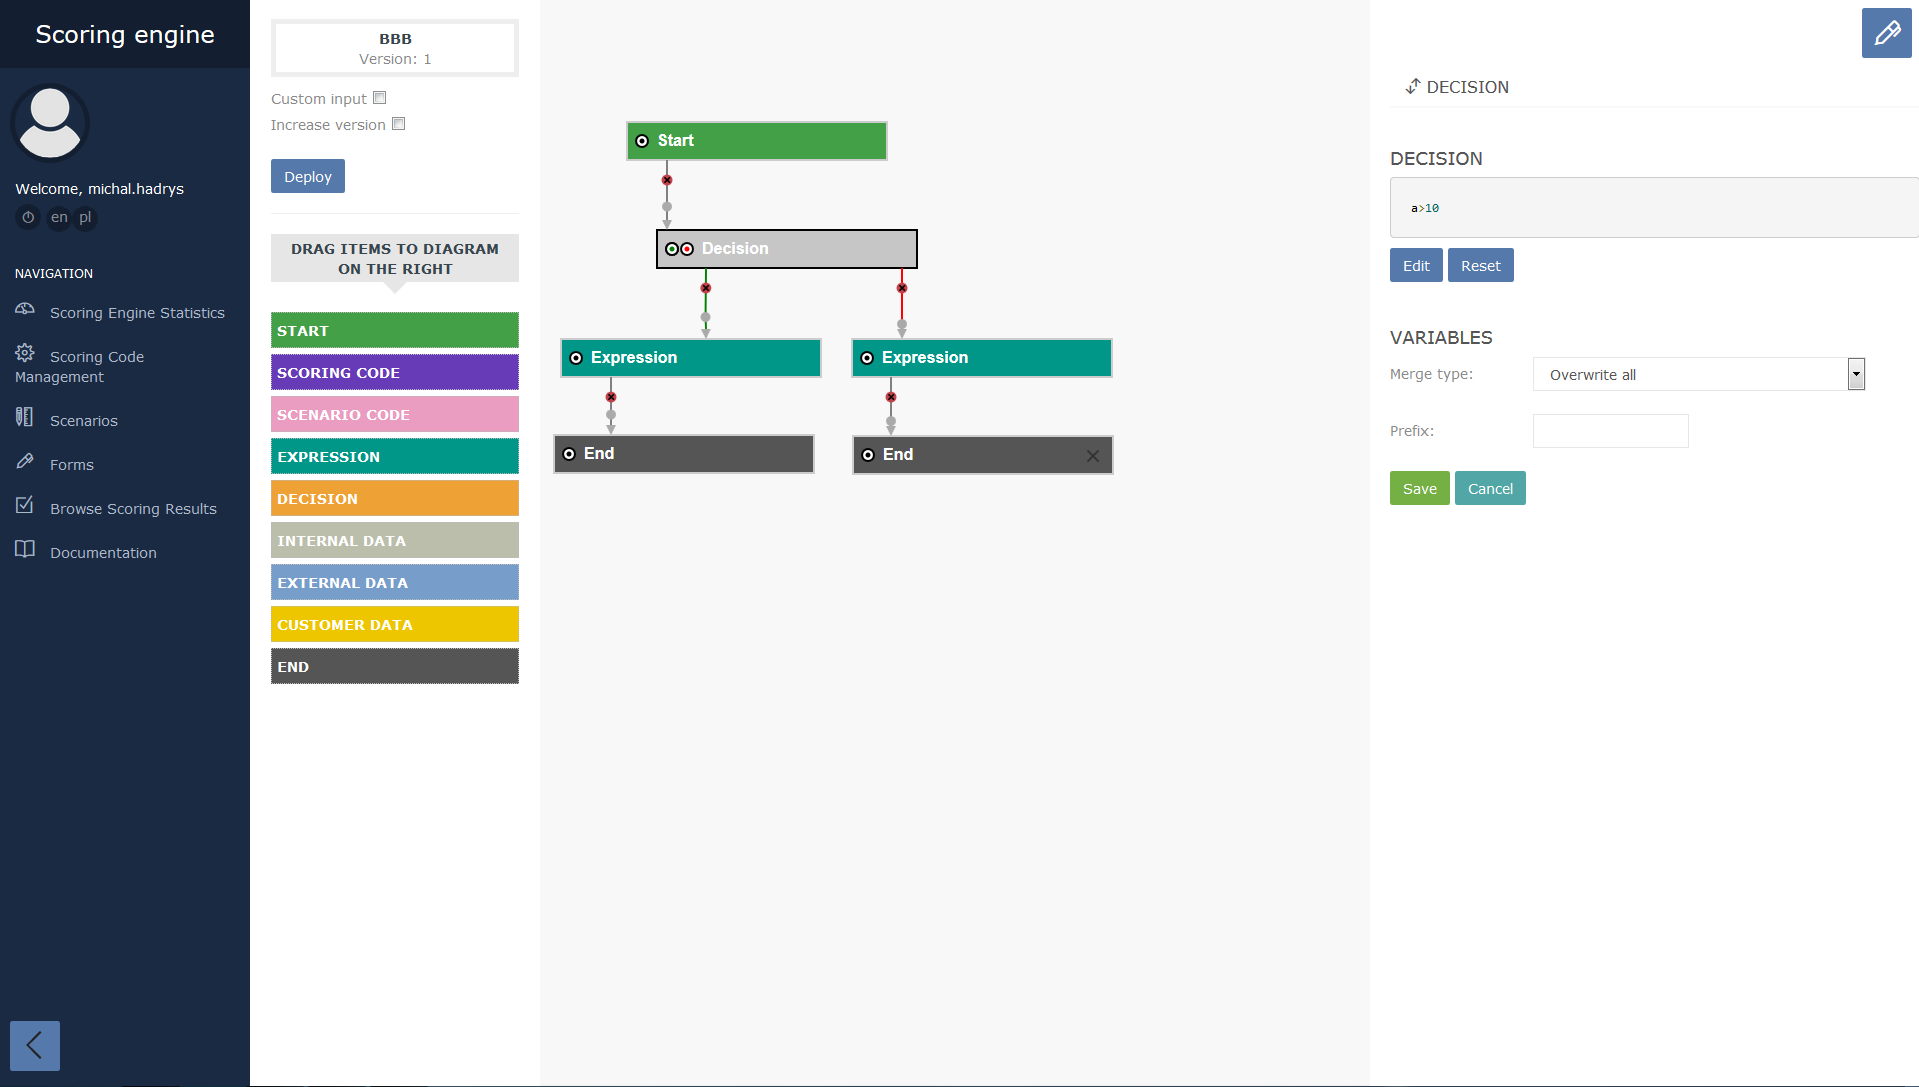 Scoring engine
Welcome, michal.hadrys
en pl
NAVIGATION
Scoring Engine Statistics
Scoring Code
Management
Scenarios
Forms
Browse Scoring Results
Documentation
BBB
Version: 1
Custom input
Increase version
Deploy
DRAG ITEMS TO DIAGRAM
ON THE RIGHT
START
SCORING CODE
SCENARIO CODE
EXPRESSION
DECISION
INTERNAL DATA
EXTERNAL DATA
CUSTOMER DATA
END
Start
Decision
Expression
Expression
End
End
DECISION
DECISION
a>10
Edit Reset
VARIABLES
Merge type: Overwrite all
Prefix:
Save Cancel